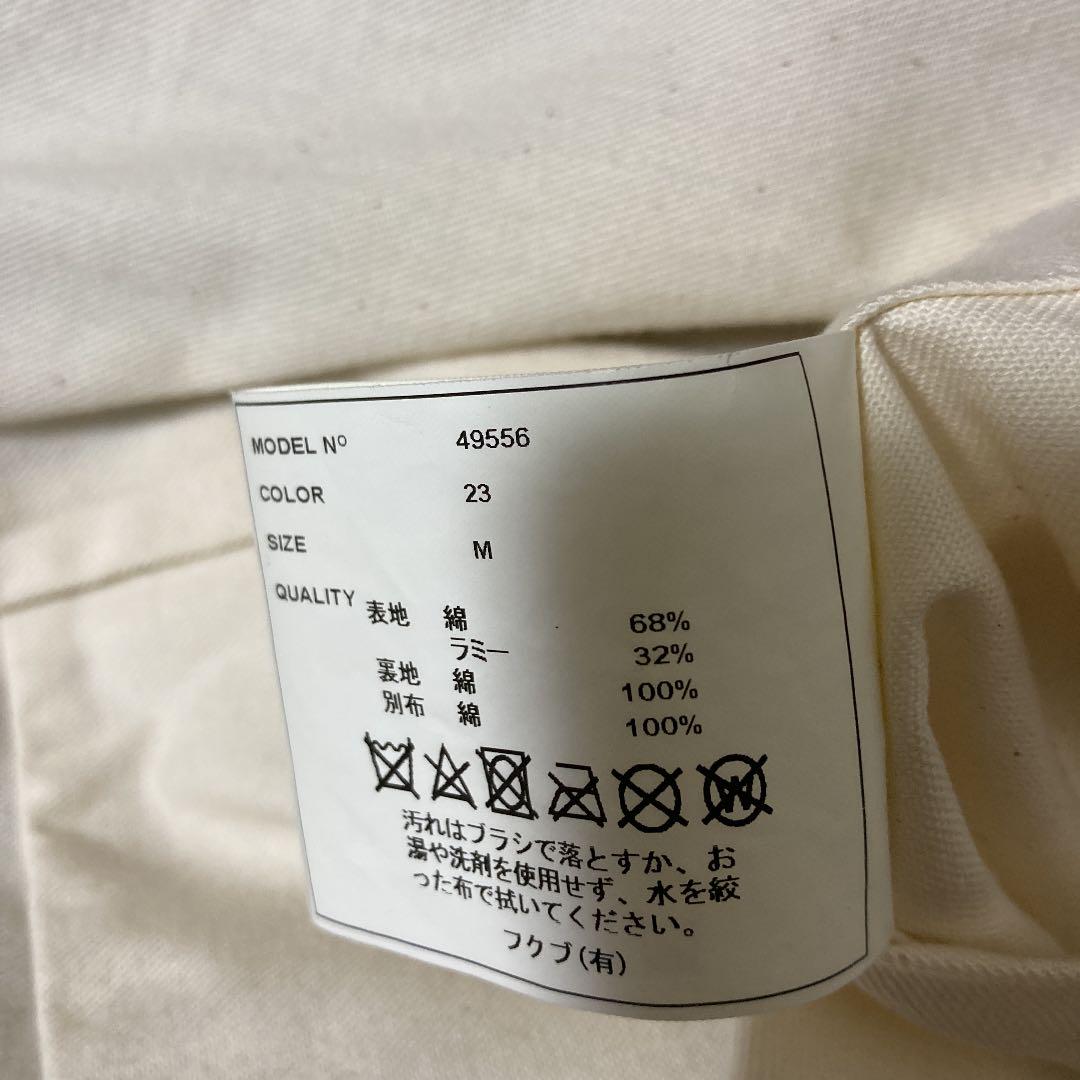 MODEL Nº 49556
COLOR 23
SIZE M
QUALITY
表地 綿 68%
ラミー 32%
裏地 綿 100%
別布 綿 100%
W
汚れはブラシで落とすか、お
湯や洗剤を使用せず、水を絞
った布で拭いてください。
フクブ(有)